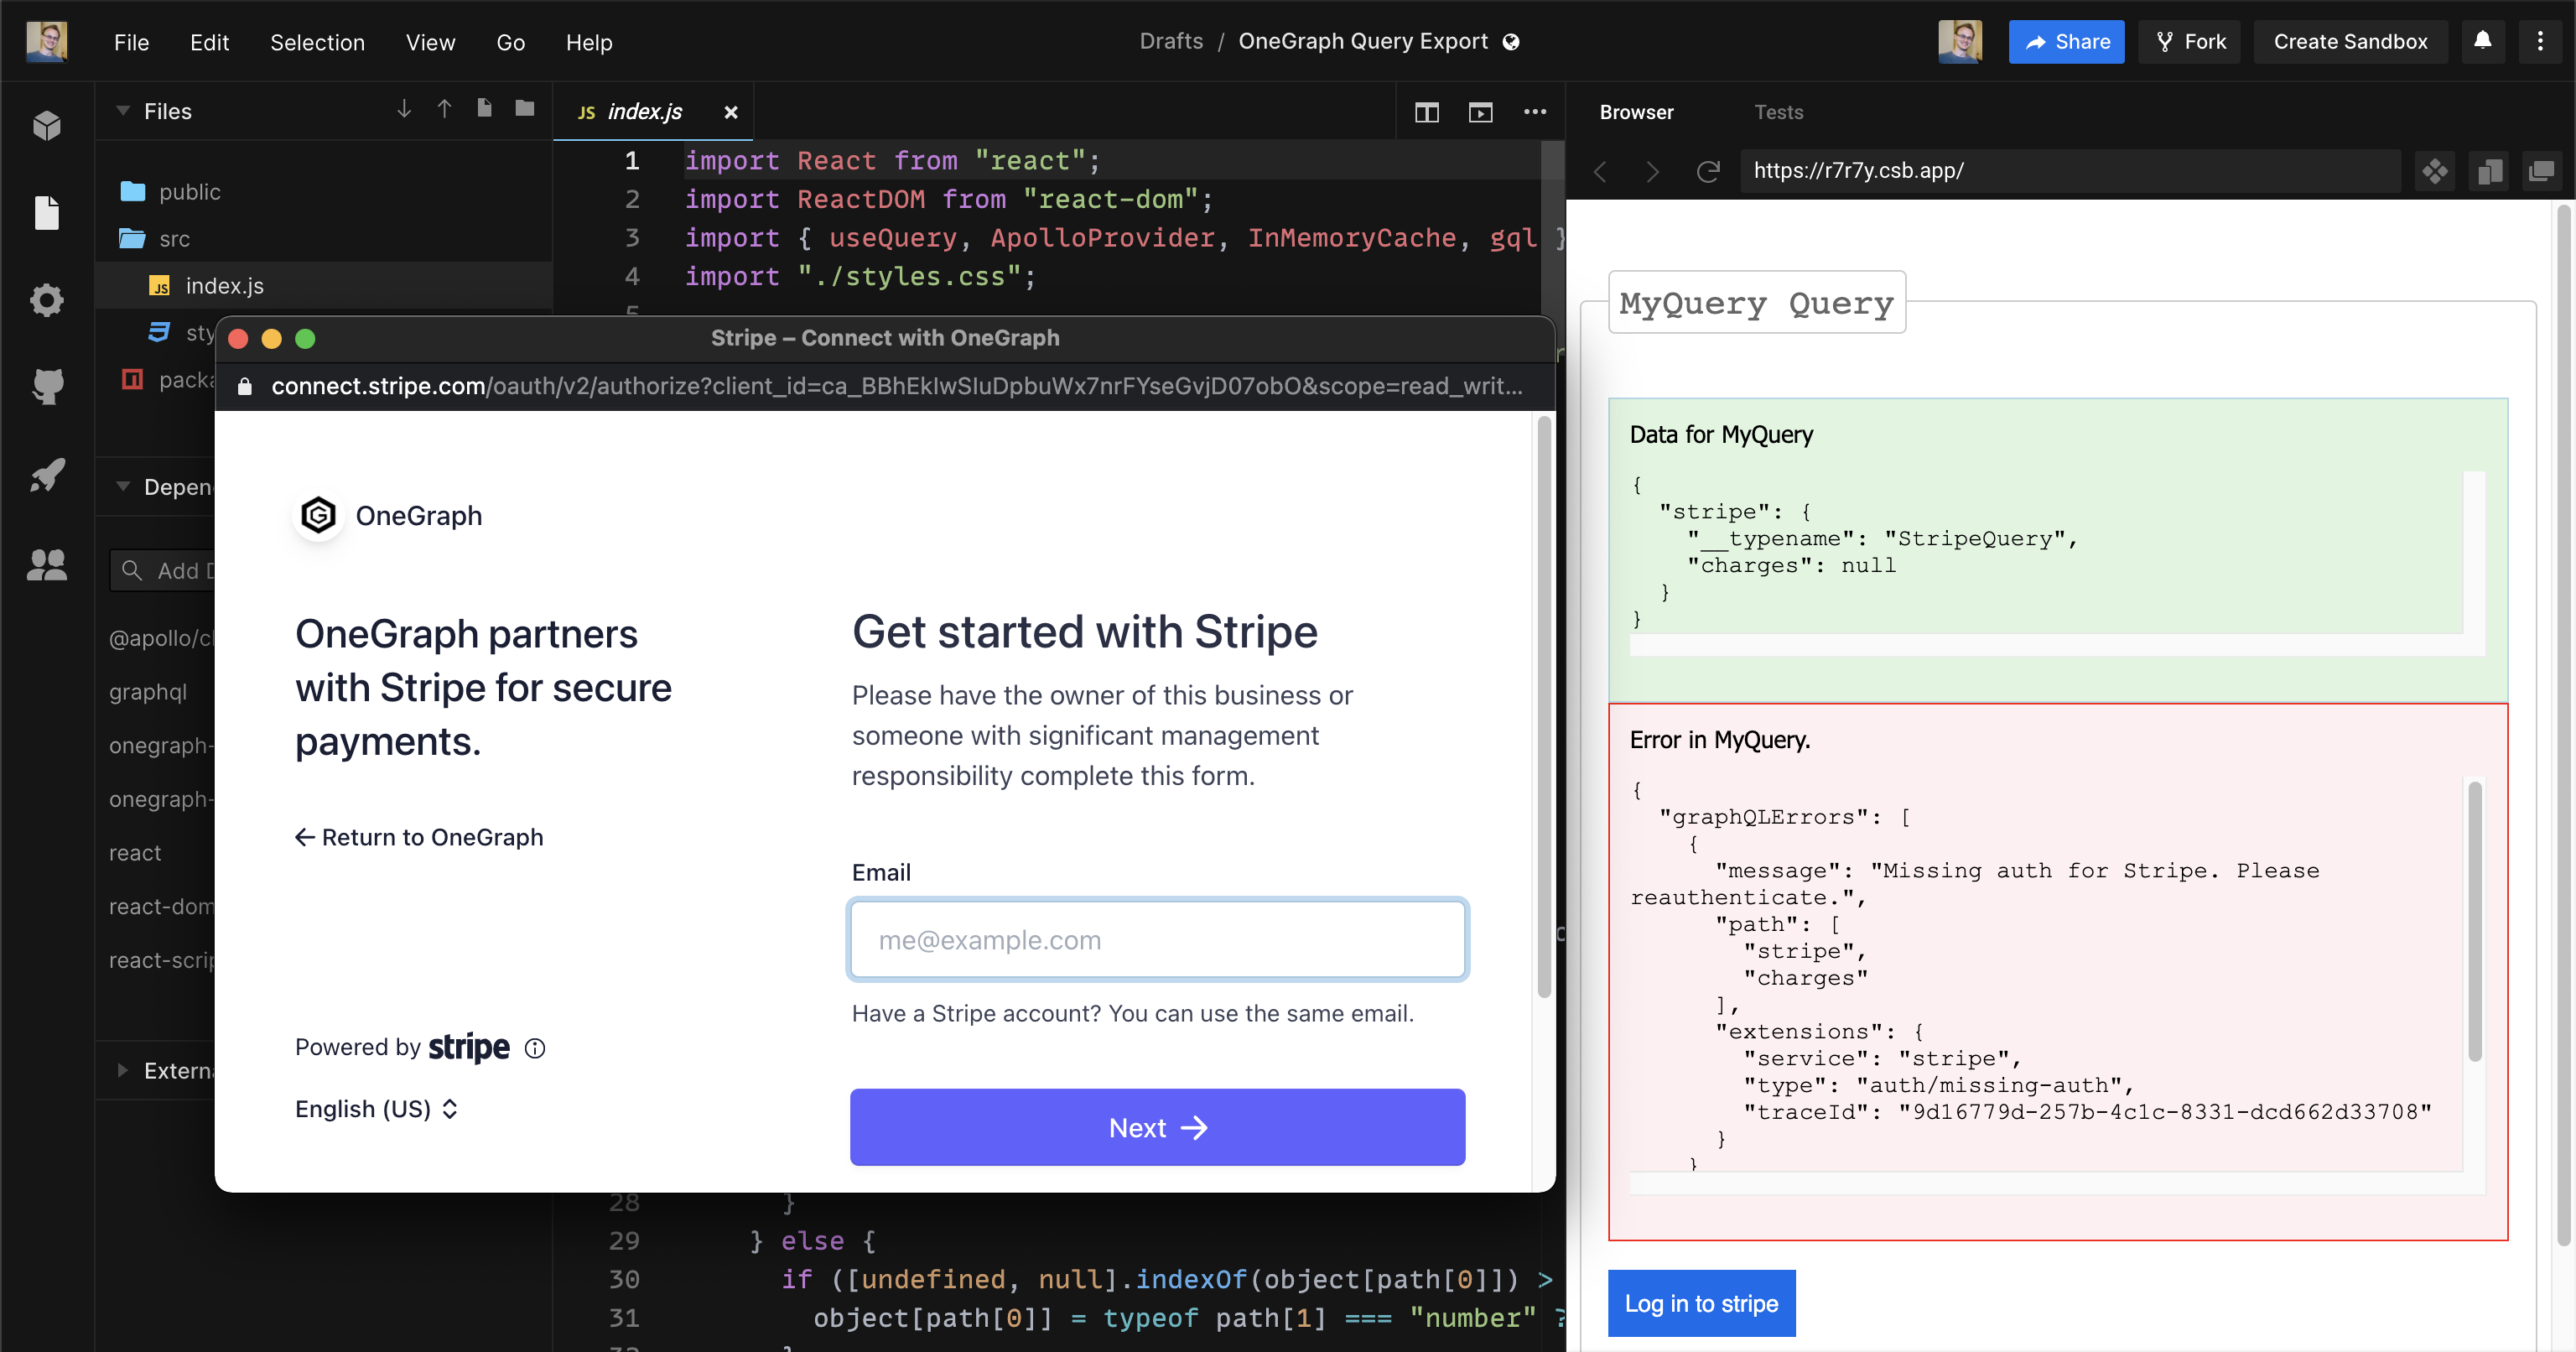 File Edit Selection View Go Help
Drafts / OneGraph Query Export
Share
Fork
Create Sandbox
Files
public
src
JS index.js
sty
packa
Depen
Add D
@apollo/cl
graphql
onegraph-
onegraph-
react
react-dom
react-scrip
Externa
JS index.js
1 import React from "react";
2 import ReactDOM from "react-dom";
3 import { useQuery, ApolloProvider, InMemoryCache, gql }
4 import "./styles.css";
5
Stripe – Connect with OneGraph
connect.stripe.com/oauth/v2/authorize?client_id=ca_BBhEkIwSIuDpbuWx7nrFYseGvjD07obO&scope=read_writ...
OneGraph
OneGraph partners
with Stripe for secure
payments.
← Return to OneGraph
Powered by stripe
English (US)
Get started with Stripe
Please have the owner of this business or
someone with significant management
responsibility complete this form.
Email
me@example.com
Have a Stripe account? You can use the same email.
Next →
28 }
29 } else {
30 if ([undefined, null].indexOf(object[path[0]]) >
31 object[path[0]] = typeof path[1] === "number" ?
32 }
Browser Tests
https://r7r7y.csb.app/
MyQuery Query
Data for MyQuery
{
"stripe": {
"__typename": "StripeQuery",
"charges": null
}
}
Error in MyQuery.
{
"graphQLErrors": [
{
"message": "Missing auth for Stripe. Please
reauthenticate.",
"path": [
"stripe",
"charges"
],
"extensions": {
"service": "stripe",
"type": "auth/missing-auth",
"traceId": "9d16779d-257b-4c1c-8331-dcd662d33708"
}
}
Log in to stripe